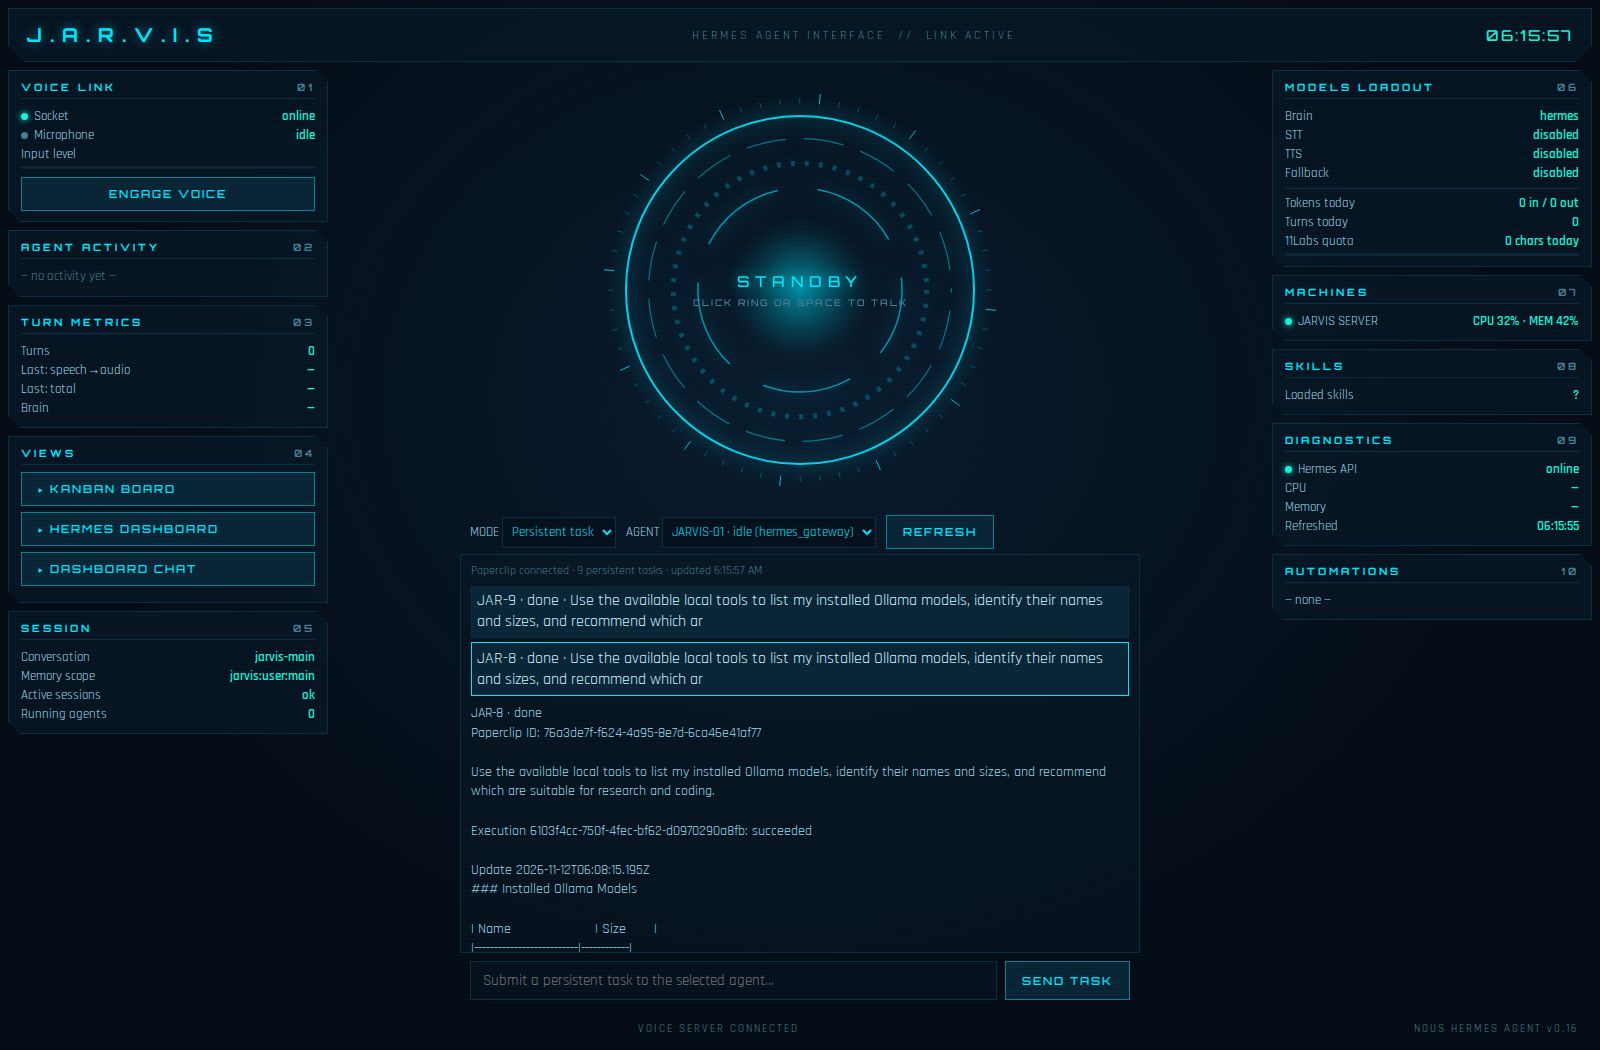 J.A.R.V.I.S
HERMES AGENT INTERFACE // LINK ACTIVE
06:15:57
VOICE LINK 01
Socket online
Microphone idle
Input level
ENGAGE VOICE
AGENT ACTIVITY 02
— no activity yet —
TURN METRICS 03
Turns 0
Last: speech→audio —
Last: total —
Brain —
VIEWS 04
▸ KANBAN BOARD
▸ HERMES DASHBOARD
▸ DASHBOARD CHAT
SESSION 05
Conversation jarvis-main
Memory scope jarvis:user:main
Active sessions ok
Running agents 0
STANDBY
CLICK RING OR SPACE TO TALK
MODE Persistent task AGENT JARVIS-01 · idle (hermes_gateway) REFRESH
Paperclip connected · 9 persistent tasks · updated 6:15:57 AM
JAR-9 · done · Use the available local tools to list my installed Ollama models, identify their names
and sizes, and recommend which ar
JAR-8 · done · Use the available local tools to list my installed Ollama models, identify their names
and sizes, and recommend which ar
JAR-8 · done
Paperclip ID: 76a3de7f-f624-4a95-8e7d-6ca46e41af77
Use the available local tools to list my installed Ollama models, identify their names and sizes, and recommend
which are suitable for research and coding.
Execution 6103f4cc-750f-4fec-bf62-d0970290a8fb: succeeded
Update 2026-11-12T06:08:15.195Z
### Installed Ollama Models
| Name | Size |
|--------------------------|------------|
Submit a persistent task to the selected agent... SEND TASK
MODELS LOADOUT 06
Brain hermes
STT disabled
TTS disabled
Fallback disabled
Tokens today 0 in / 0 out
Turns today 0
11Labs quota 0 chars today
MACHINES 07
JARVIS SERVER CPU 32% · MEM 42%
SKILLS 08
Loaded skills ?
DIAGNOSTICS 09
Hermes API online
CPU —
Memory —
Refreshed 06:15:55
AUTOMATIONS 10
— none —
VOICE SERVER CONNECTED
NOUS HERMES AGENT v0.16